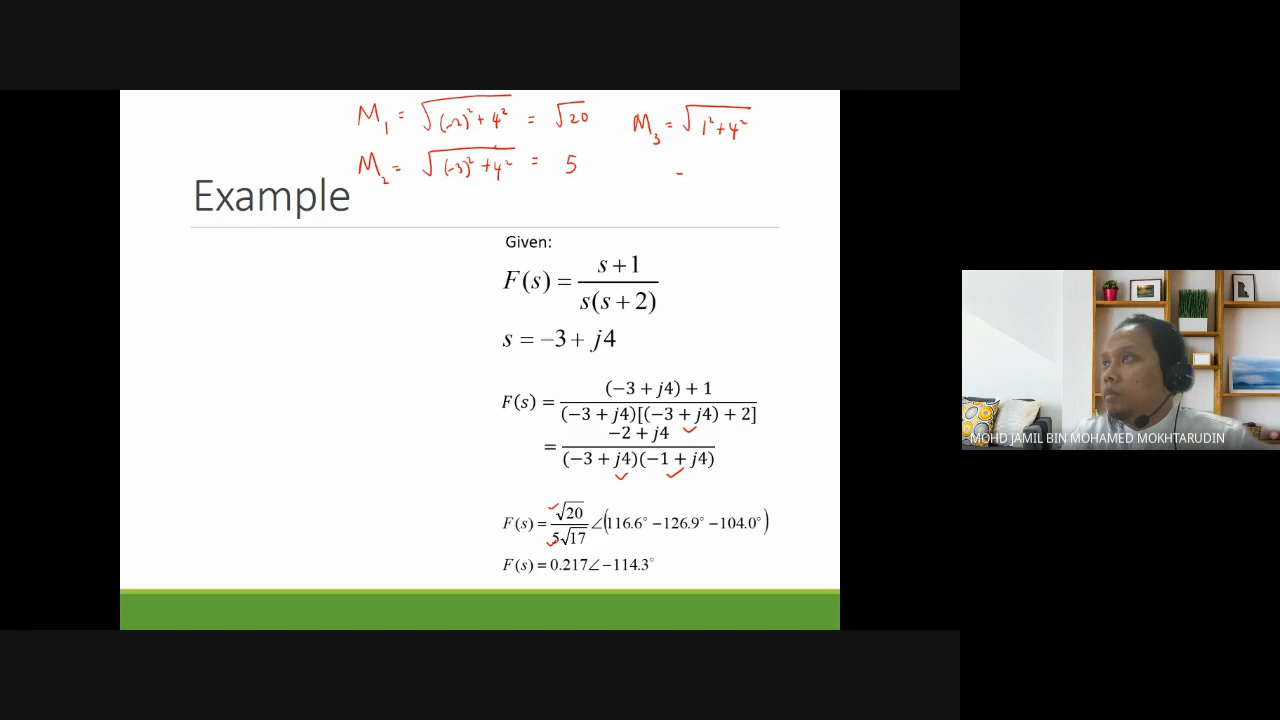 M₁ = √((-2)² + 4²) = √20
M₃ = √(1² + 4²)
M₂ = √((-3)² + 4²) = 5
=
Example
Given:
F(s) = (s+1)/(s(s+2))
s = −3 + j4
F(s) = ((−3 + j4) + 1)/((−3 + j4)[(−3 + j4) + 2])
= (−2 + j4)/((−3 + j4)(−1 + j4))
F(s) = √20/(5√17) ∠(116.6° − 126.9° − 104.0°)
F(s) = 0.217∠−114.3°
MOHD JAMIL BIN MOHAMED MOKHTARUDIN